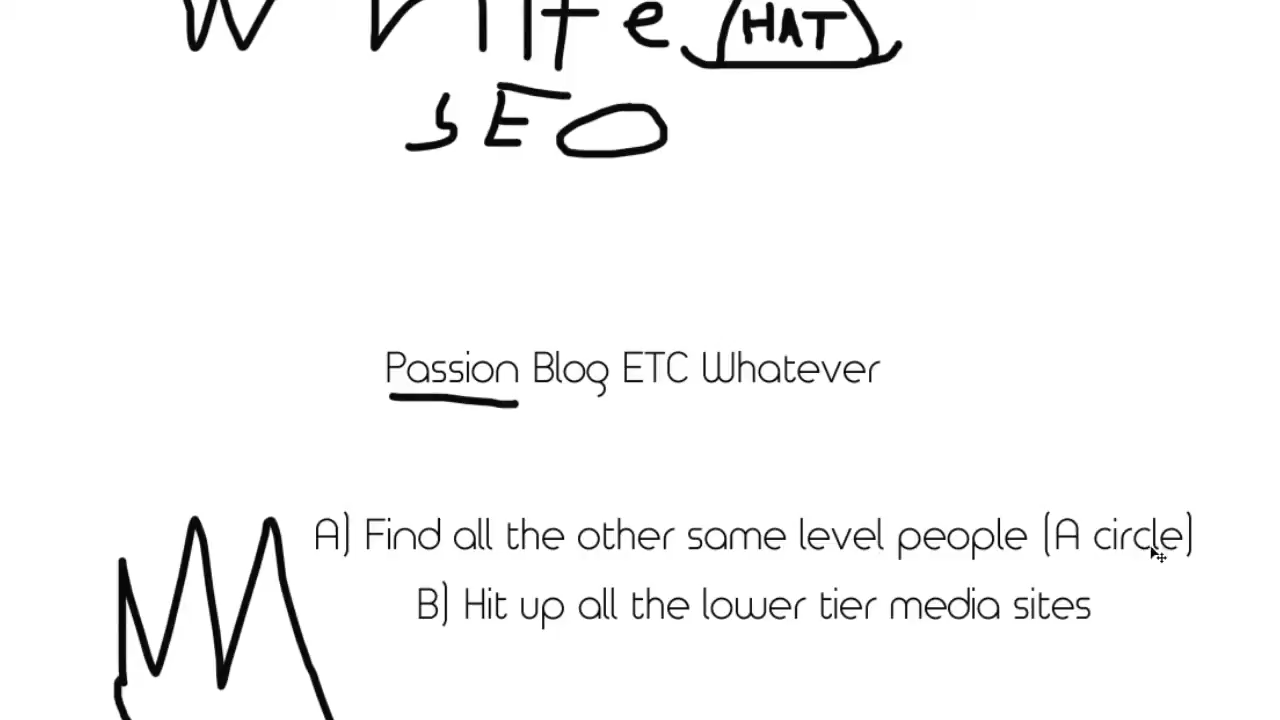 White HAT
SEO
Passion Blog ETC Whatever
A) Find all the other same level people (A circle)
B) Hit up all the lower tier media sites